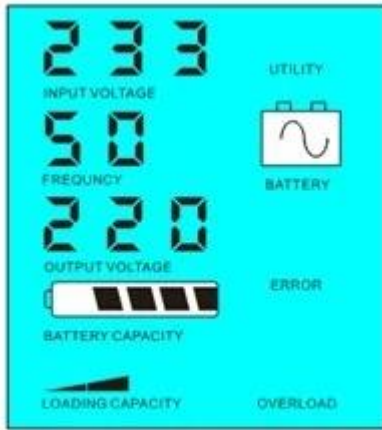 233
UTILITY
INPUT VOLTAGE
50
FREQUNCY
BATTERY
220
OUTPUT VOLTAGE
ERROR
BATTERY CAPACITY
LOADING CAPACITY
OVERLOAD